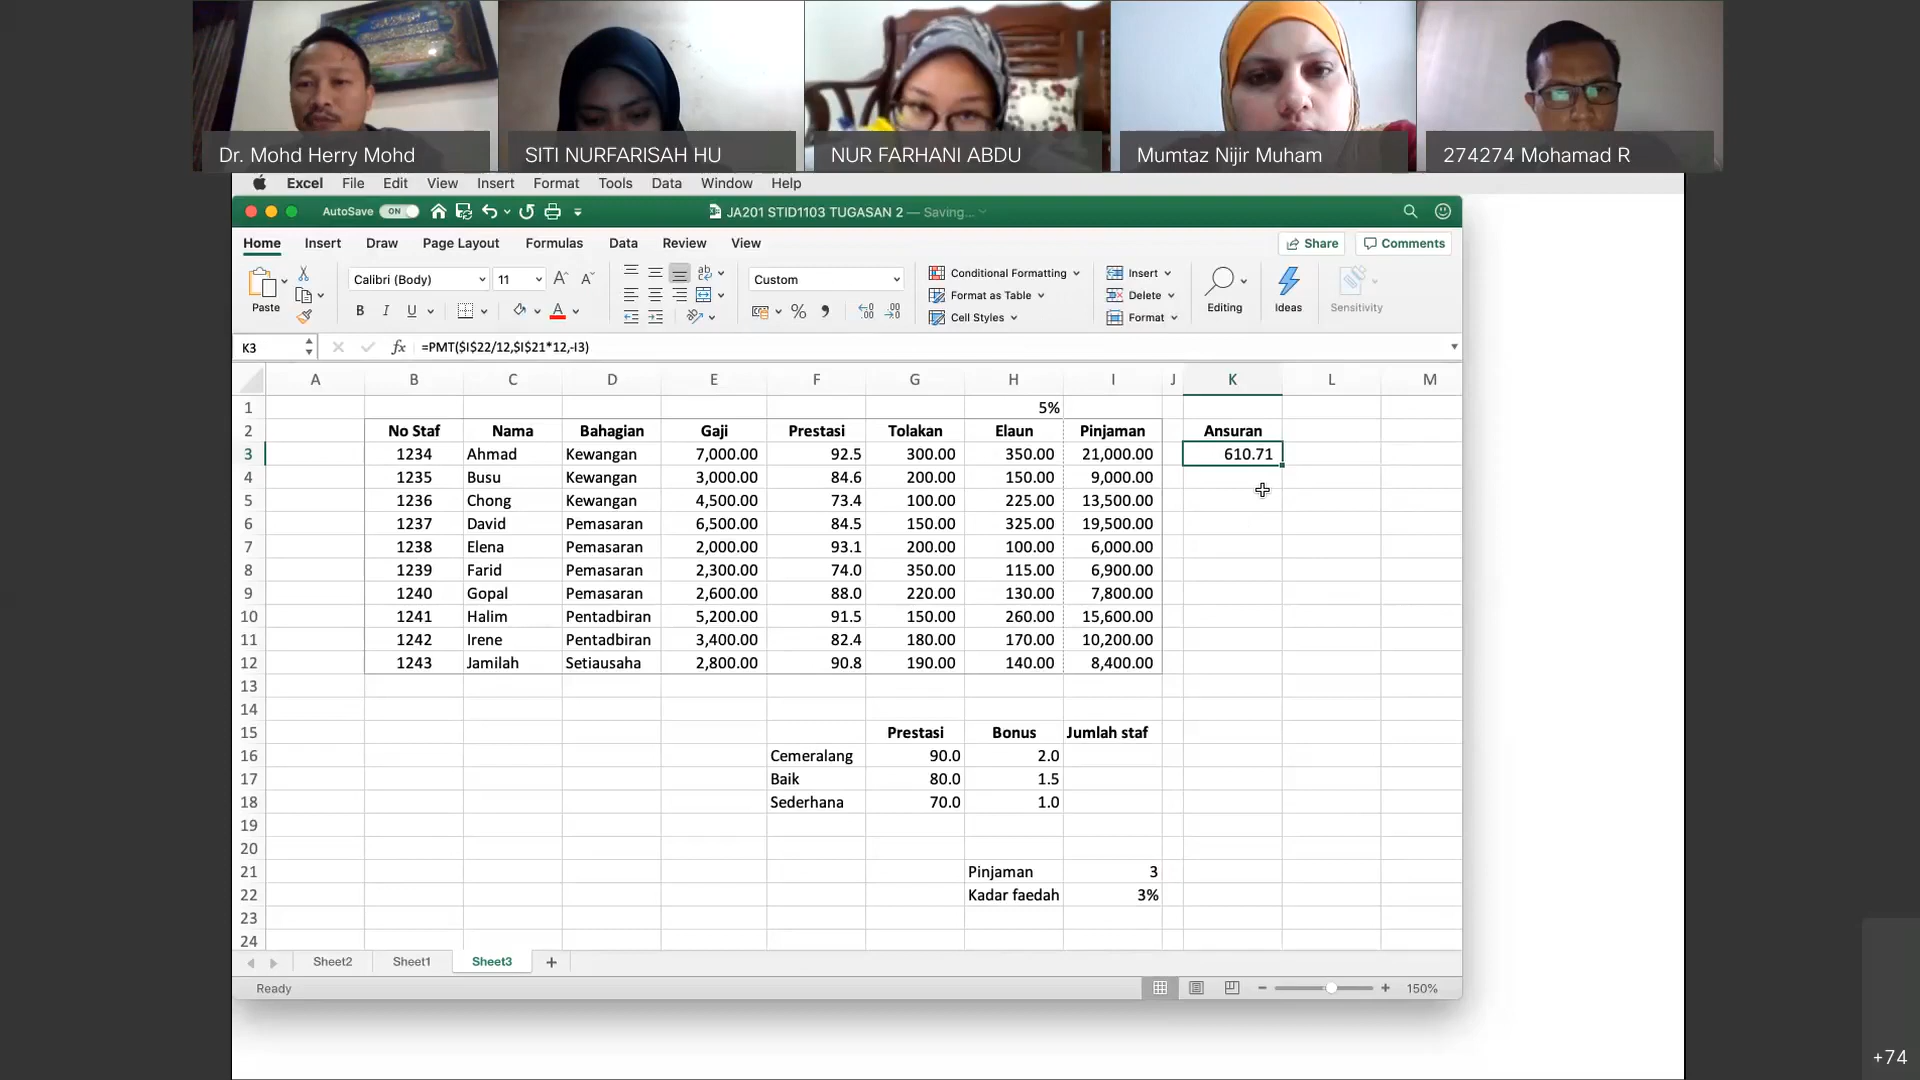 Dr. Mohd Herry Mohd
SITI NURFARISAH HU
NUR FARHANI ABDU
Mumtaz Nijir Muham
274274 Mohamad R
Excel File Edit View Insert Format Tools Data Window Help
AutoSave ON JA201 STID1103 TUGASAN 2 — Saving...
Home Insert Draw Page Layout Formulas Data Review View Share Comments
Paste
Calibri (Body) 11
B I U
ab
Custom
%
Conditional Formatting
Format as Table
Cell Styles
Insert
Delete
Format
Editing
Ideas
Sensitivity
K3 fx =PMT($I$22/12,$I$21*12,-I3)
A B C D E F G H I J K L M
1 5%
2 No Staf Nama Bahagian Gaji Prestasi Tolakan Elaun Pinjaman Ansuran
3 1234 Ahmad Kewangan 7,000.00 92.5 300.00 350.00 21,000.00 610.71
4 1235 Busu Kewangan 3,000.00 84.6 200.00 150.00 9,000.00
5 1236 Chong Kewangan 4,500.00 73.4 100.00 225.00 13,500.00
6 1237 David Pemasaran 6,500.00 84.5 150.00 325.00 19,500.00
7 1238 Elena Pemasaran 2,000.00 93.1 200.00 100.00 6,000.00
8 1239 Farid Pemasaran 2,300.00 74.0 350.00 115.00 6,900.00
9 1240 Gopal Pemasaran 2,600.00 88.0 220.00 130.00 7,800.00
10 1241 Halim Pentadbiran 5,200.00 91.5 150.00 260.00 15,600.00
11 1242 Irene Pentadbiran 3,400.00 82.4 180.00 170.00 10,200.00
12 1243 Jamilah Setiausaha 2,800.00 90.8 190.00 140.00 8,400.00
13
14
15 Prestasi Bonus Jumlah staf
16 Cemeralang 90.0 2.0
17 Baik 80.0 1.5
18 Sederhana 70.0 1.0
19
20
21 Pinjaman 3
22 Kadar faedah 3%
23
24
Sheet2 Sheet1 Sheet3 +
Ready 150%
+74